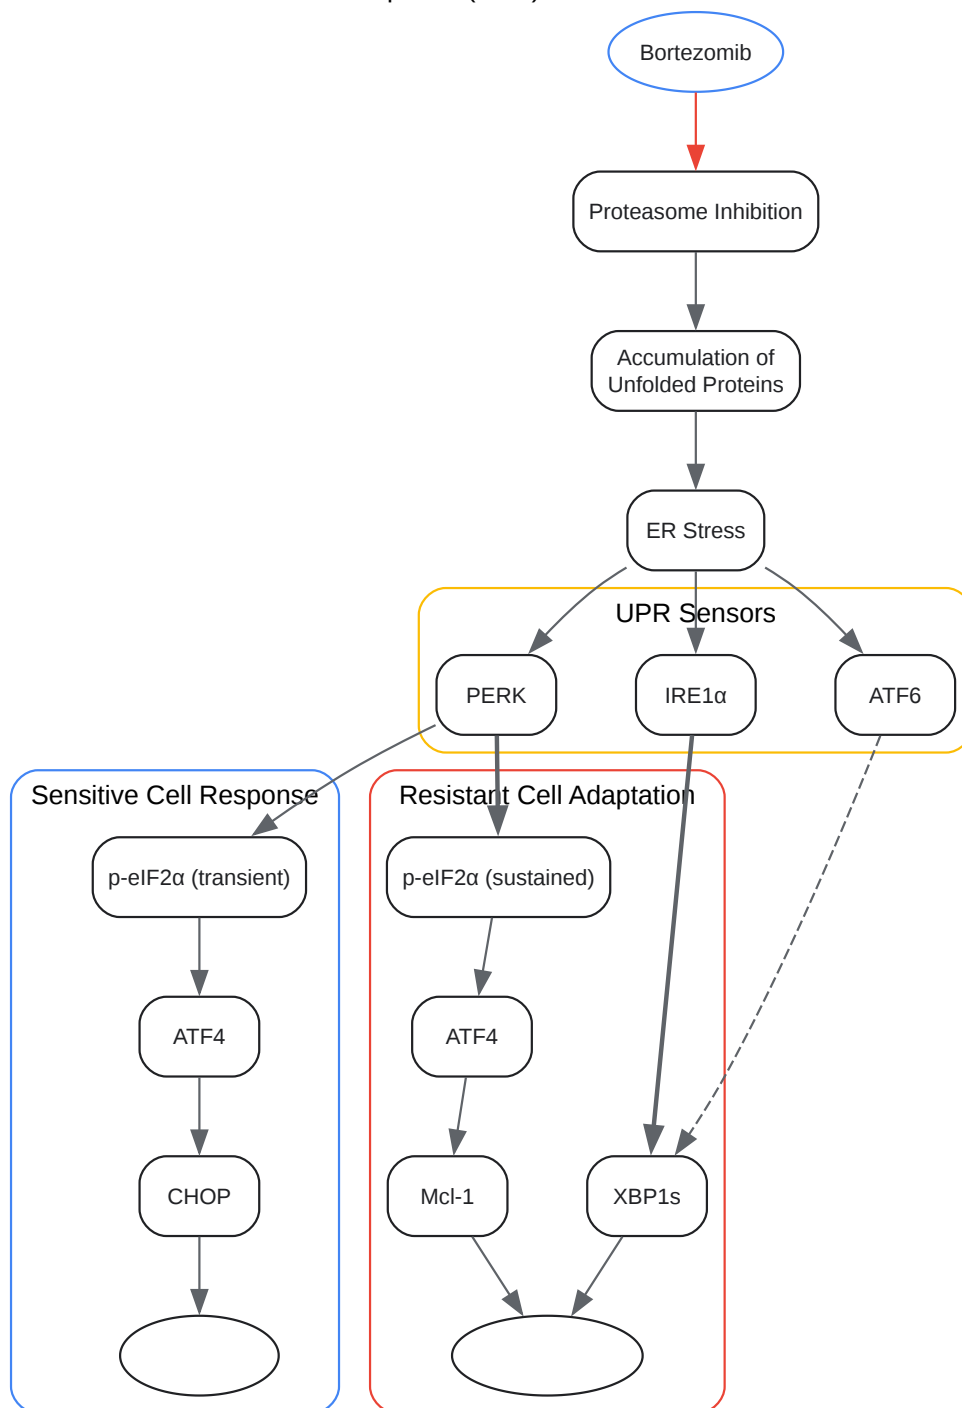 Bortezomib
Proteasome Inhibition
Accumulation of
Unfolded Proteins
ER Stress
UPR Sensors
PERK
IRE1α
ATF6
Sensitive Cell Response
Resistant Cell Adaptation
p-eIF2α (transient)
p-eIF2α (sustained)
ATF4
ATF4
CHOP
Mcl-1
XBP1s